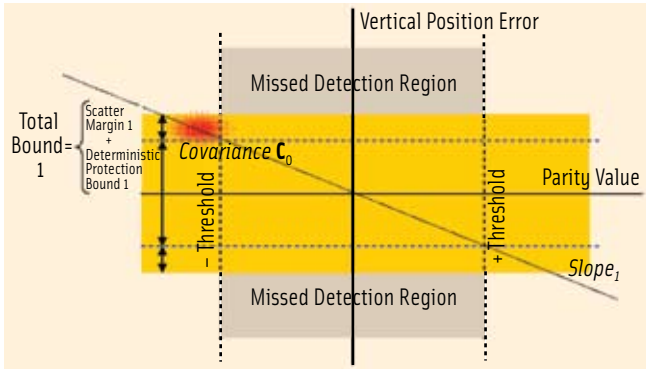 Vertical Position Error
Missed Detection Region
Total
Bound=
1
Scatter
Margin 1
+
Deterministic
Protection
Bound 1
Covariance C₀
Parity Value
– Threshold
+ Threshold
Slope₁
Missed Detection Region